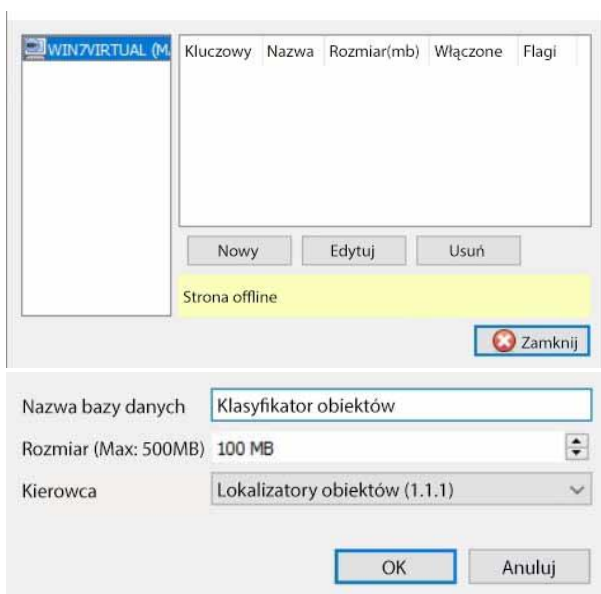 WIN7VIRTUAL (M
Kluczowy Nazwa Rozmiar(mb) Włączone Flagi
Nowy Edytuj Usuń
Strona offline
Zamknij
Nazwa bazy danych Klasyfikator obiektów
Rozmiar (Max: 500MB) 100 MB
Kierowca Lokalizatory obiektów (1.1.1)
OK Anuluj